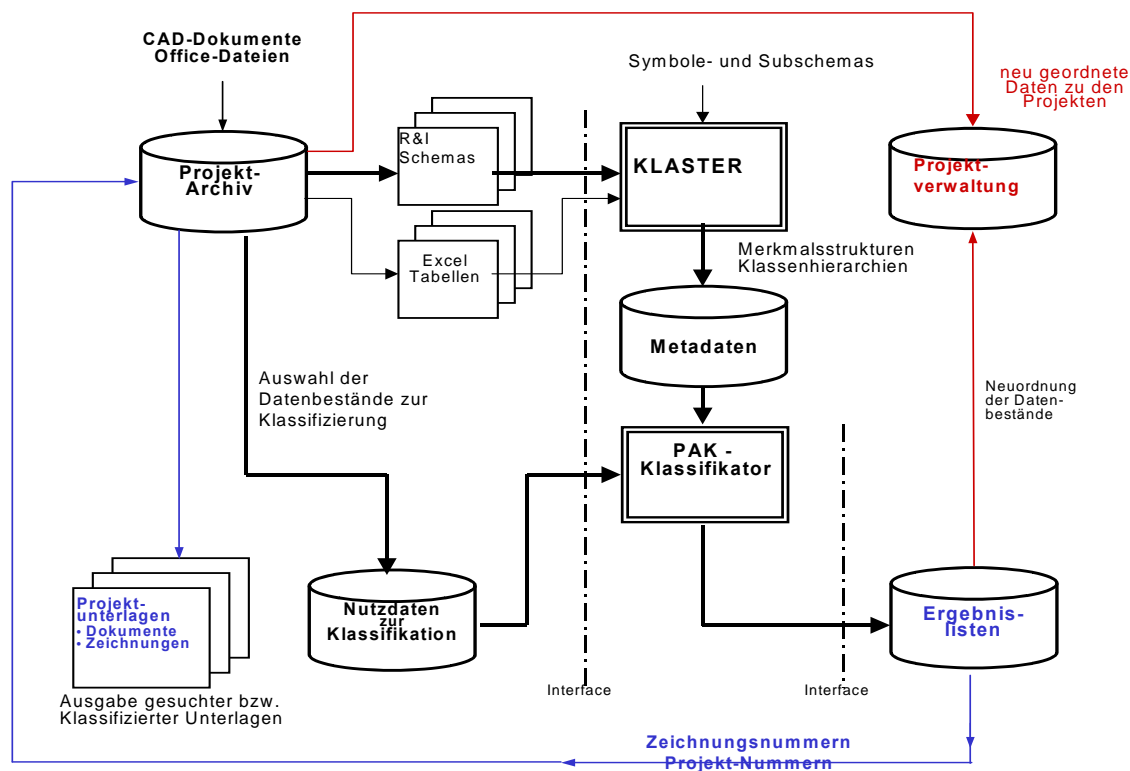 CAD-Dokumente
Office-Dateien
Symbole- und Subschemas
neu geordnete
Daten zu den
Projekten
R&I
Schemas
Projekt-
Archiv
KLASTER
Projekt-
verwaltung
Excel
Tabellen
Merkmalsstrukturen
Klassenhierarchien
Metadaten
Auswahl der
Datenbestände zur
Klassifizierung
Neuordnung
der Daten-
bestände
PAK -
Klassifikator
Projekt-
unterlagen
• Dokumente
• Zeichnungen
Nutzdaten
zur
Klassifikation
Ergebnis-
listen
Interface
Interface
Ausgabe gesuchter bzw.
Klassifizierter Unterlagen
Zeichnungsnummern
Projekt-Nummern